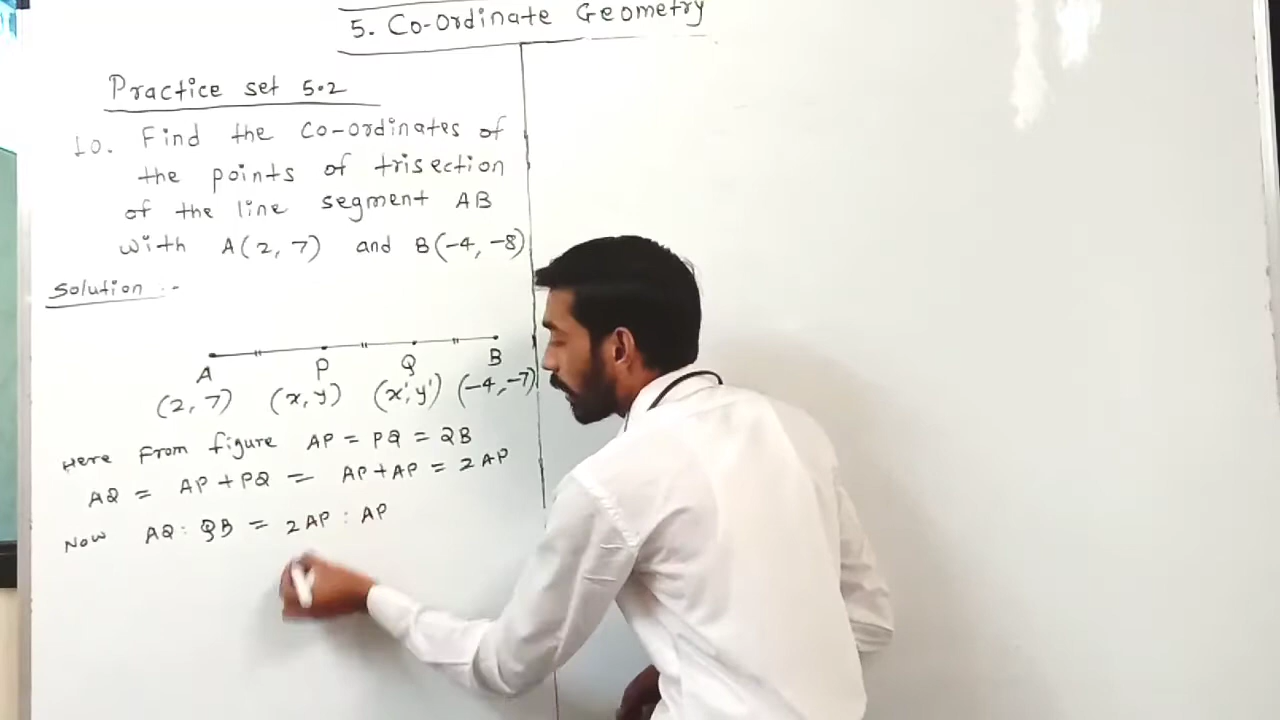 5. Co-Ordinate Geometry
Practice set 5.2
10. Find the Co-ordinates of
the points of trisection
of the line segment AB
with A(2, 7) and B(-4, -8)
Solution :-
A P Q B
(2, 7) (x, y) (x', y') (-4, -7)
Here From figure AP = PQ = QB
AQ = AP + PQ = AP + AP = 2AP
Now AQ : QB = 2AP : AP